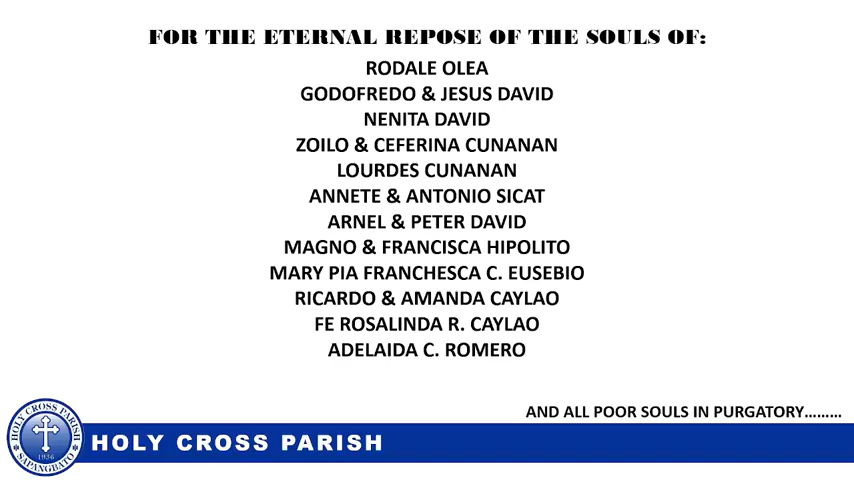 FOR THE ETERNAL REPOSE OF THE SOULS OF:
RODALE OLEA
GODOFREDO & JESUS DAVID
NENITA DAVID
ZOILO & CEFERINA CUNANAN
LOURDES CUNANAN
ANNETE & ANTONIO SICAT
ARNEL & PETER DAVID
MAGNO & FRANCISCA HIPOLITO
MARY PIA FRANCHESCA C. EUSEBIO
RICARDO & AMANDA CAYLAO
FE ROSALINDA R. CAYLAO
ADELAIDA C. ROMERO
AND ALL POOR SOULS IN PURGATORY.........
HOLY CROSS PARISH
SAPANGBATO
1936
HOLY CROSS PARISH